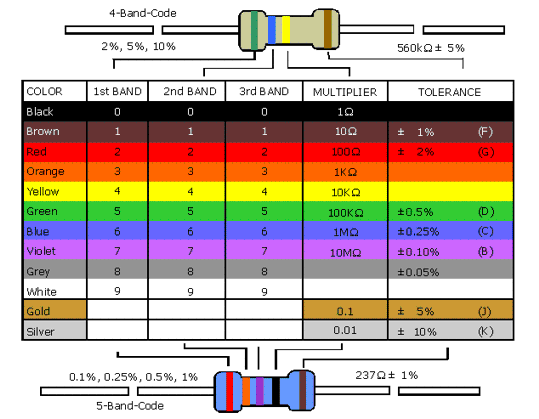 4-Band-Code
2%, 5%, 10%
560kΩ ± 5%
COLOR 1st BAND 2nd BAND 3rd BAND MULTIPLIER TOLERANCE
Black 0 0 0 1Ω
Brown 1 1 1 10Ω ± 1% (F)
Red 2 2 2 100Ω ± 2% (G)
Orange 3 3 3 1KΩ
Yellow 4 4 4 10KΩ
Green 5 5 5 100KΩ ±0.5% (D)
Blue 6 6 6 1MΩ ±0.25% (C)
Violet 7 7 7 10MΩ ±0.10% (B)
Grey 8 8 8 ±0.05%
White 9 9 9
Gold 0.1 ± 5% (J)
Silver 0.01 ± 10% (K)
0.1%, 0.25%, 0.5%, 1%
237Ω ± 1%
5-Band-Code